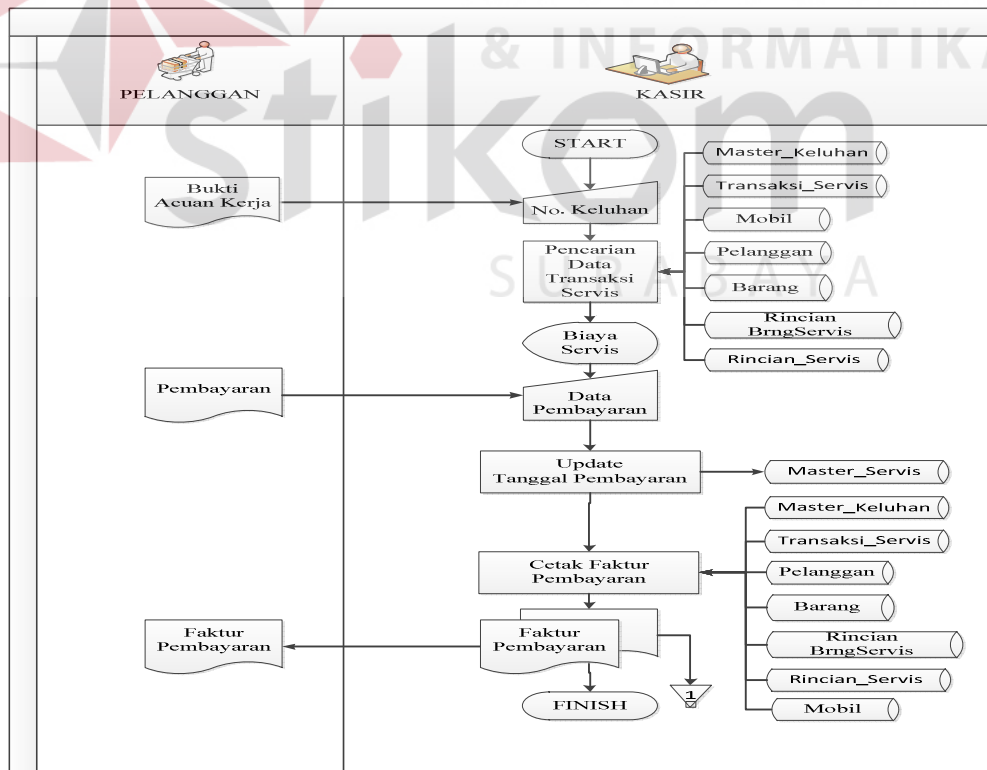 & INFORMATIKA
stikom
SURABAYA
PELANGGAN
KASIR
START
Master_Keluhan
Bukti
Acuan Kerja
No. Keluhan
Transaksi_Servis
Mobil
Pencarian
Data
Transaksi
Servis
Pelanggan
Barang
Rincian
BrngServis
Biaya
Servis
Rincian_Servis
Pembayaran
Data
Pembayaran
Update
Tanggal Pembayaran
Master_Servis
Master_Keluhan
Transaksi_Servis
Cetak Faktur
Pembayaran
Pelanggan
Barang
Faktur
Pembayaran
Faktur
Pembayaran
Rincian
BrngServis
Rincian_Servis
1
FINISH
Mobil